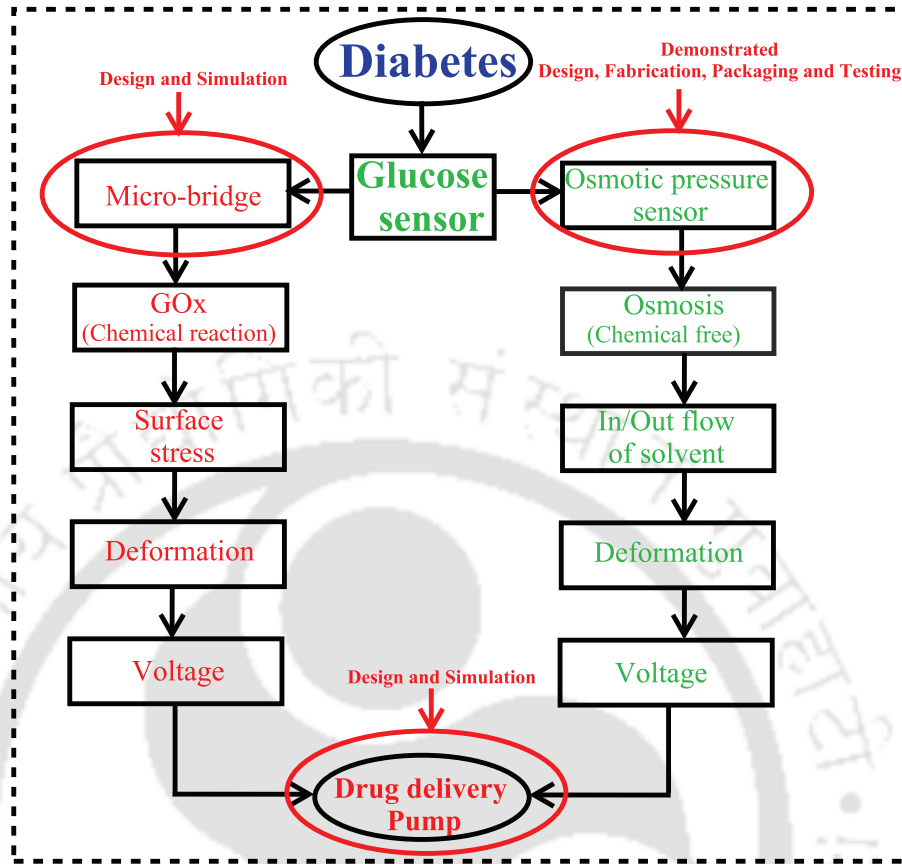 Diabetes
Demonstrated
Design, Fabrication, Packaging and Testing
Design and Simulation
Glucose
sensor
Micro-bridge
Osmotic pressure
sensor
GOx
(Chemical reaction)
Osmosis
(Chemical free)
Surface
stress
In/Out flow
of solvent
Deformation
Deformation
Voltage
Voltage
Design and Simulation
Drug delivery
Pump